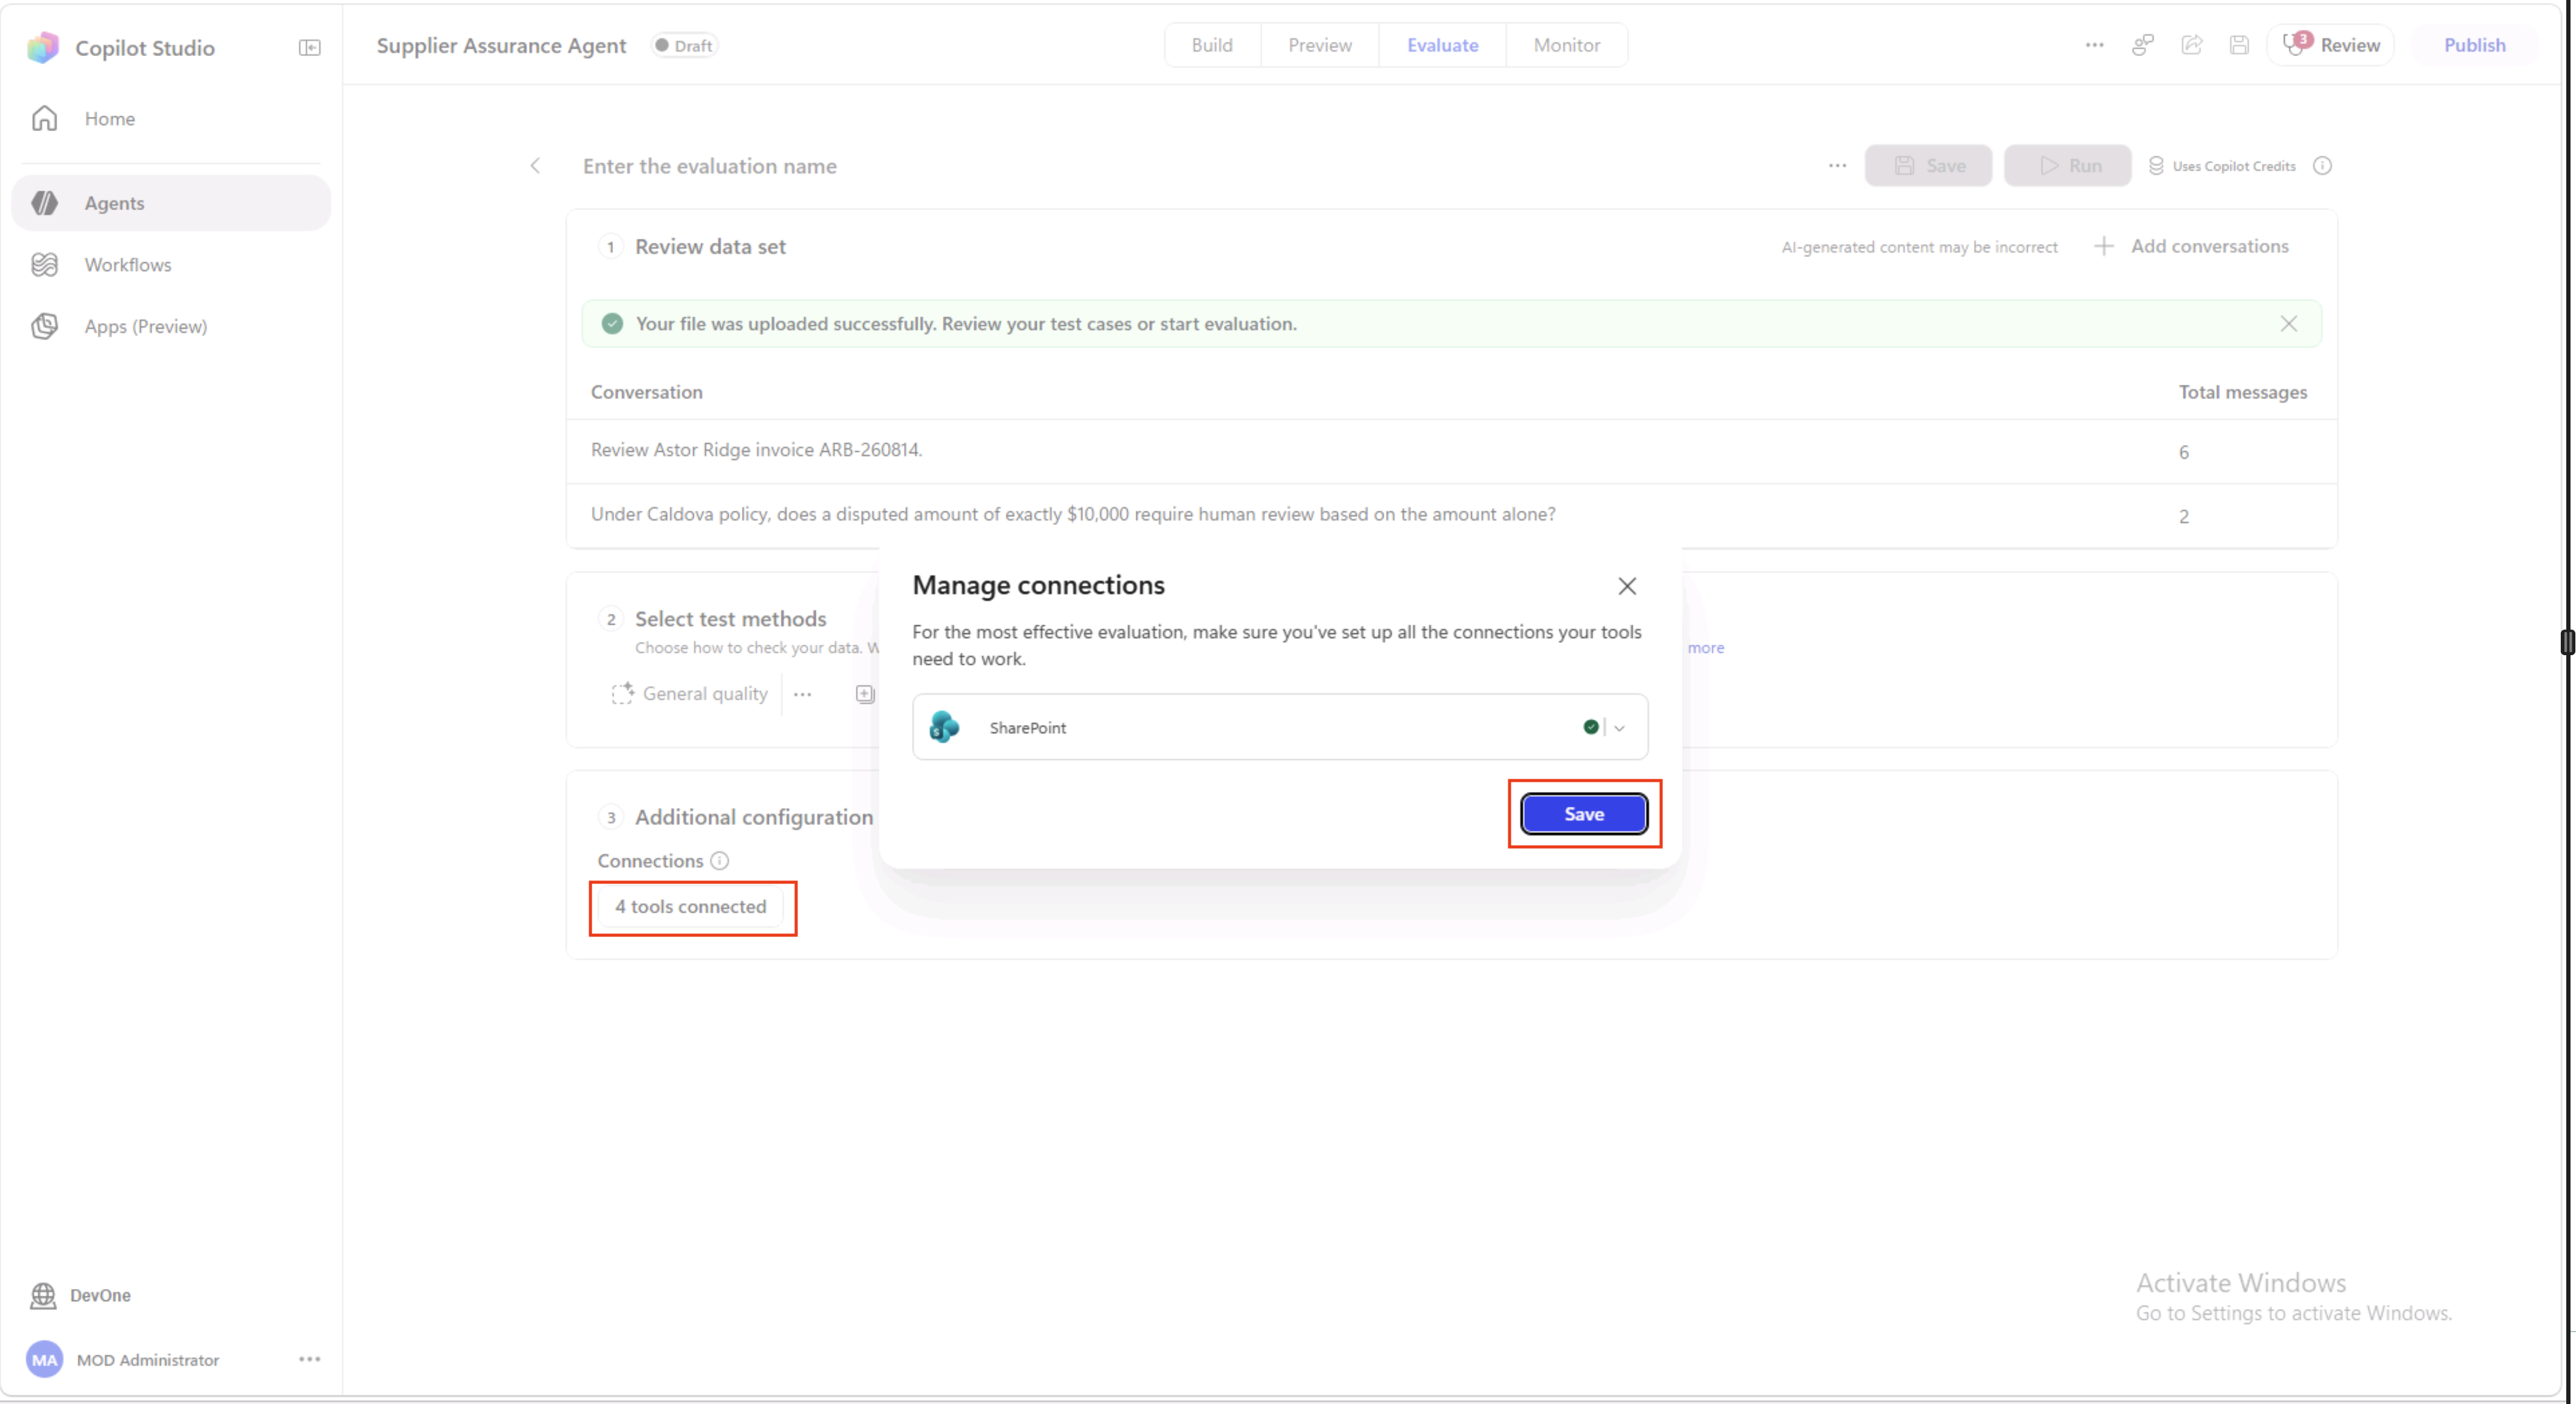 Copilot Studio
Supplier Assurance Agent
Draft
Build
Preview
Evaluate
Monitor
3
Review
Publish
Home
Agents
Workflows
Apps (Preview)
Enter the evaluation name
Save
Run
Uses Copilot Credits
1
Review data set
AI-generated content may be incorrect
Add conversations
Your file was uploaded successfully. Review your test cases or start evaluation.
Conversation
Total messages
Review Astor Ridge invoice ARB-260814.
6
Under Caldova policy, does a disputed amount of exactly $10,000 require human review based on the amount alone?
2
2
Select test methods
Choose how to check your data. W
more
General quality
Manage connections
For the most effective evaluation, make sure you've set up all the connections your tools
need to work.
SharePoint
Save
3
Additional configuration
Connections
4 tools connected
DevOne
MA
MOD Administrator
Activate Windows
Go to Settings to activate Windows.